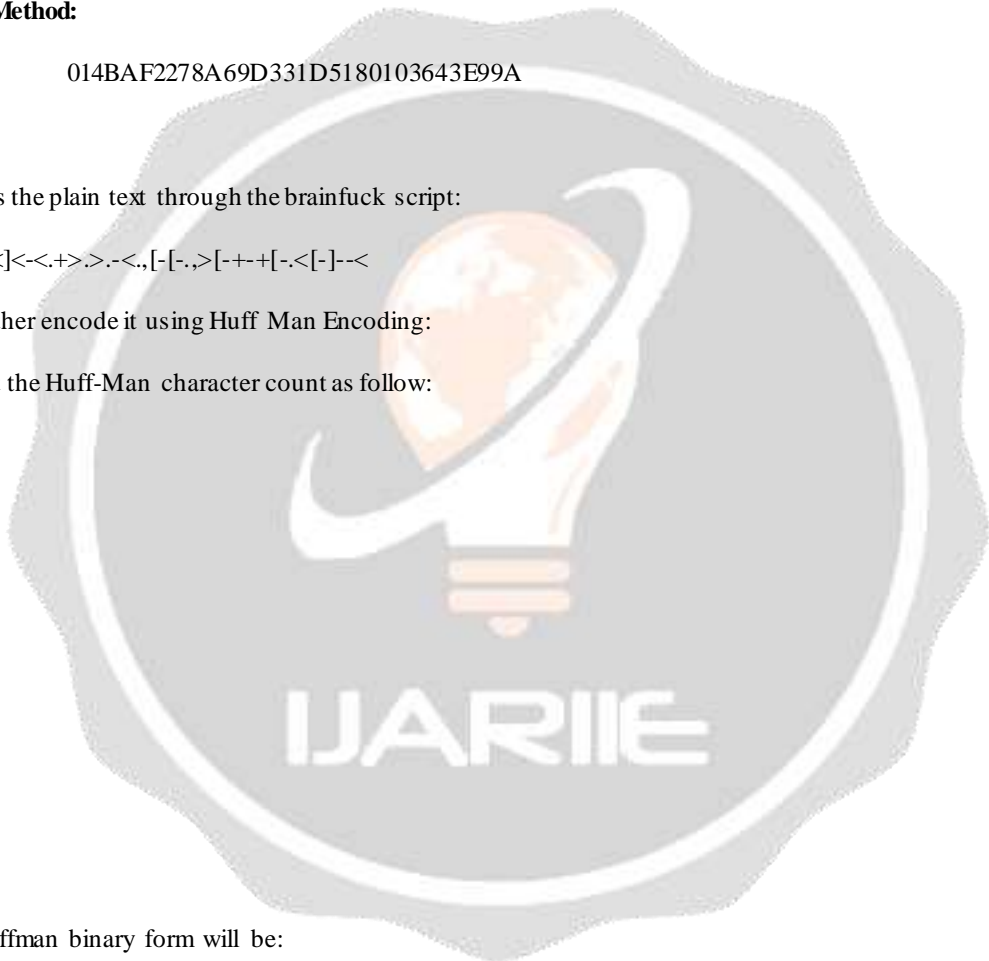 Method:
014BAF2278A69D331D5180103643E99A
s the plain text through the brainfuck script:
]<-<.+>.>.-<.,[-[-.,>[-+-+[-.<[-]--<
ther encode it using Huff Man Encoding:
the Huff-Man character count as follow:
IJARIIE
ffman binary form will be: